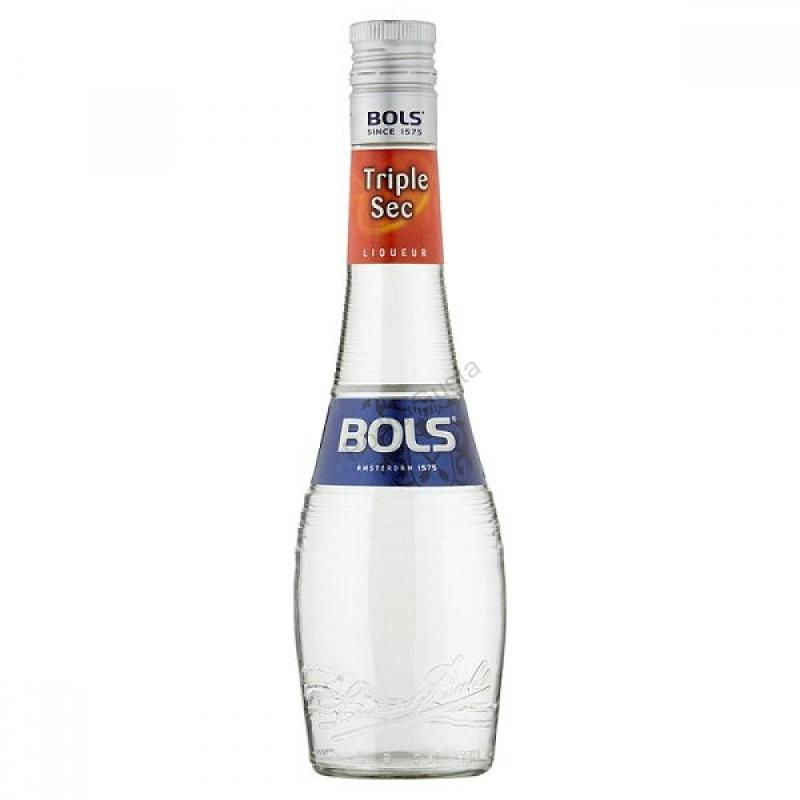 BOLS
SINCE 1575
Triple
Sec
LIQUEUR
BOLS
AMSTERDAM 1575